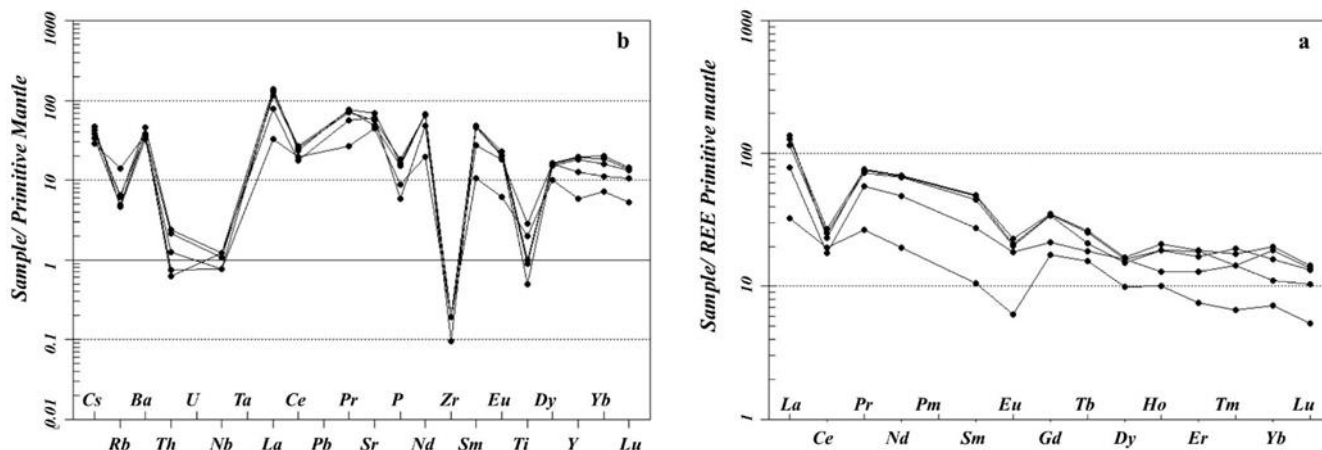 Sample/ Primitive Mantle
1000
100
10
1
0.1
0.01
b
Cs Ba U Ta Ce Pr P Zr Eu Dy Yb
Rb Th Nb La Pb Sr Nd Sm Ti Y Lu
Sample/ REE Primitive mantle
1000
100
10
1
a
La Pr Pm Eu Tb Ho Tm Lu
Ce Nd Sm Gd Dy Er Yb